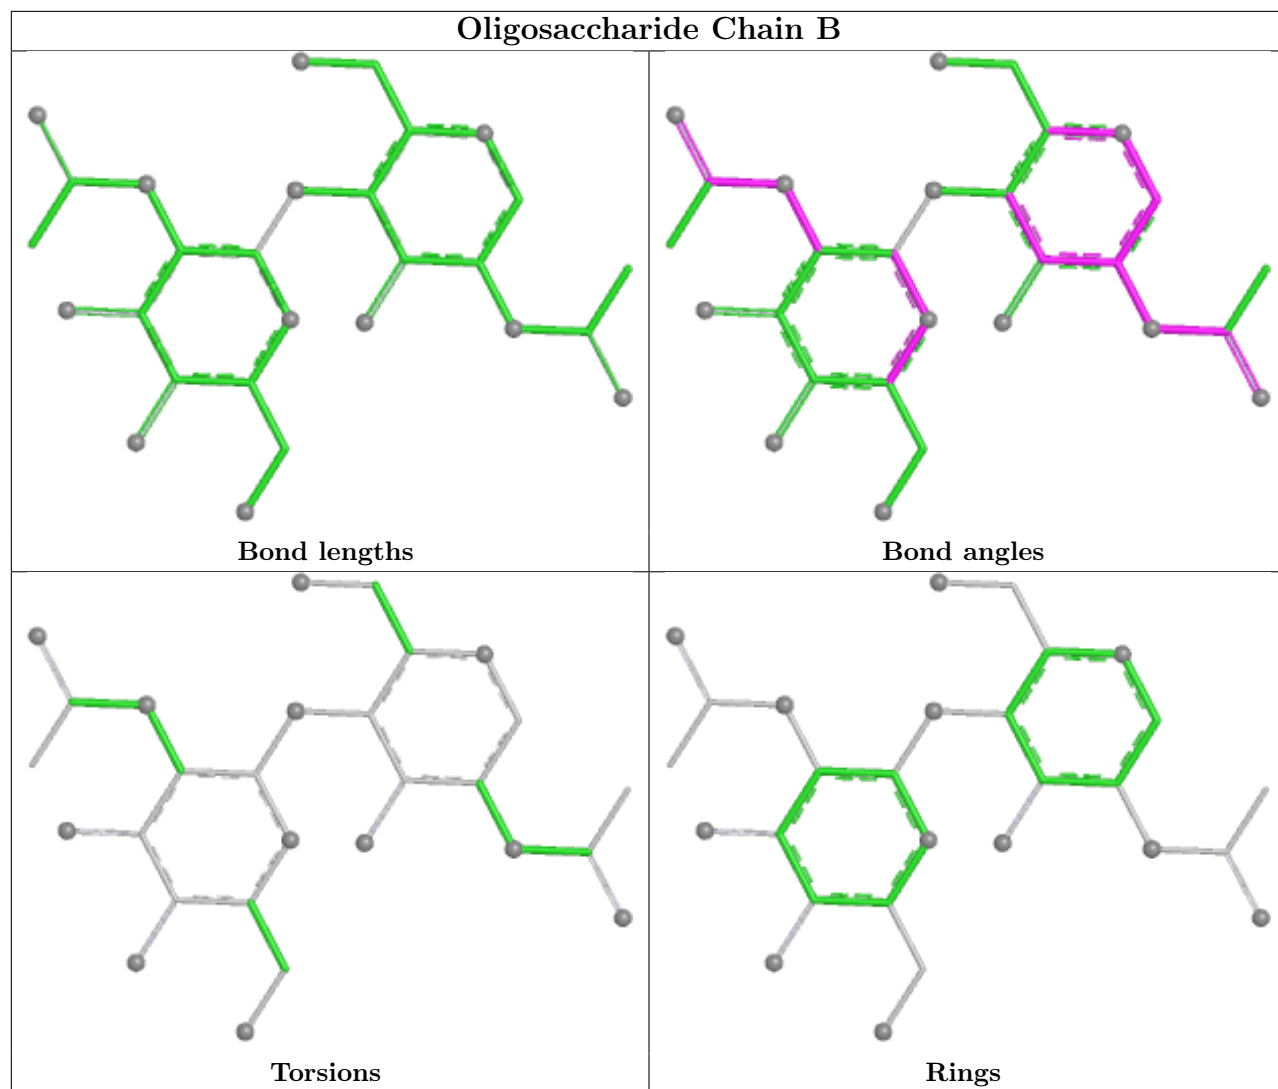 Oligosaccharide Chain B
Bond lengths
Bond angles
Torsions
Rings